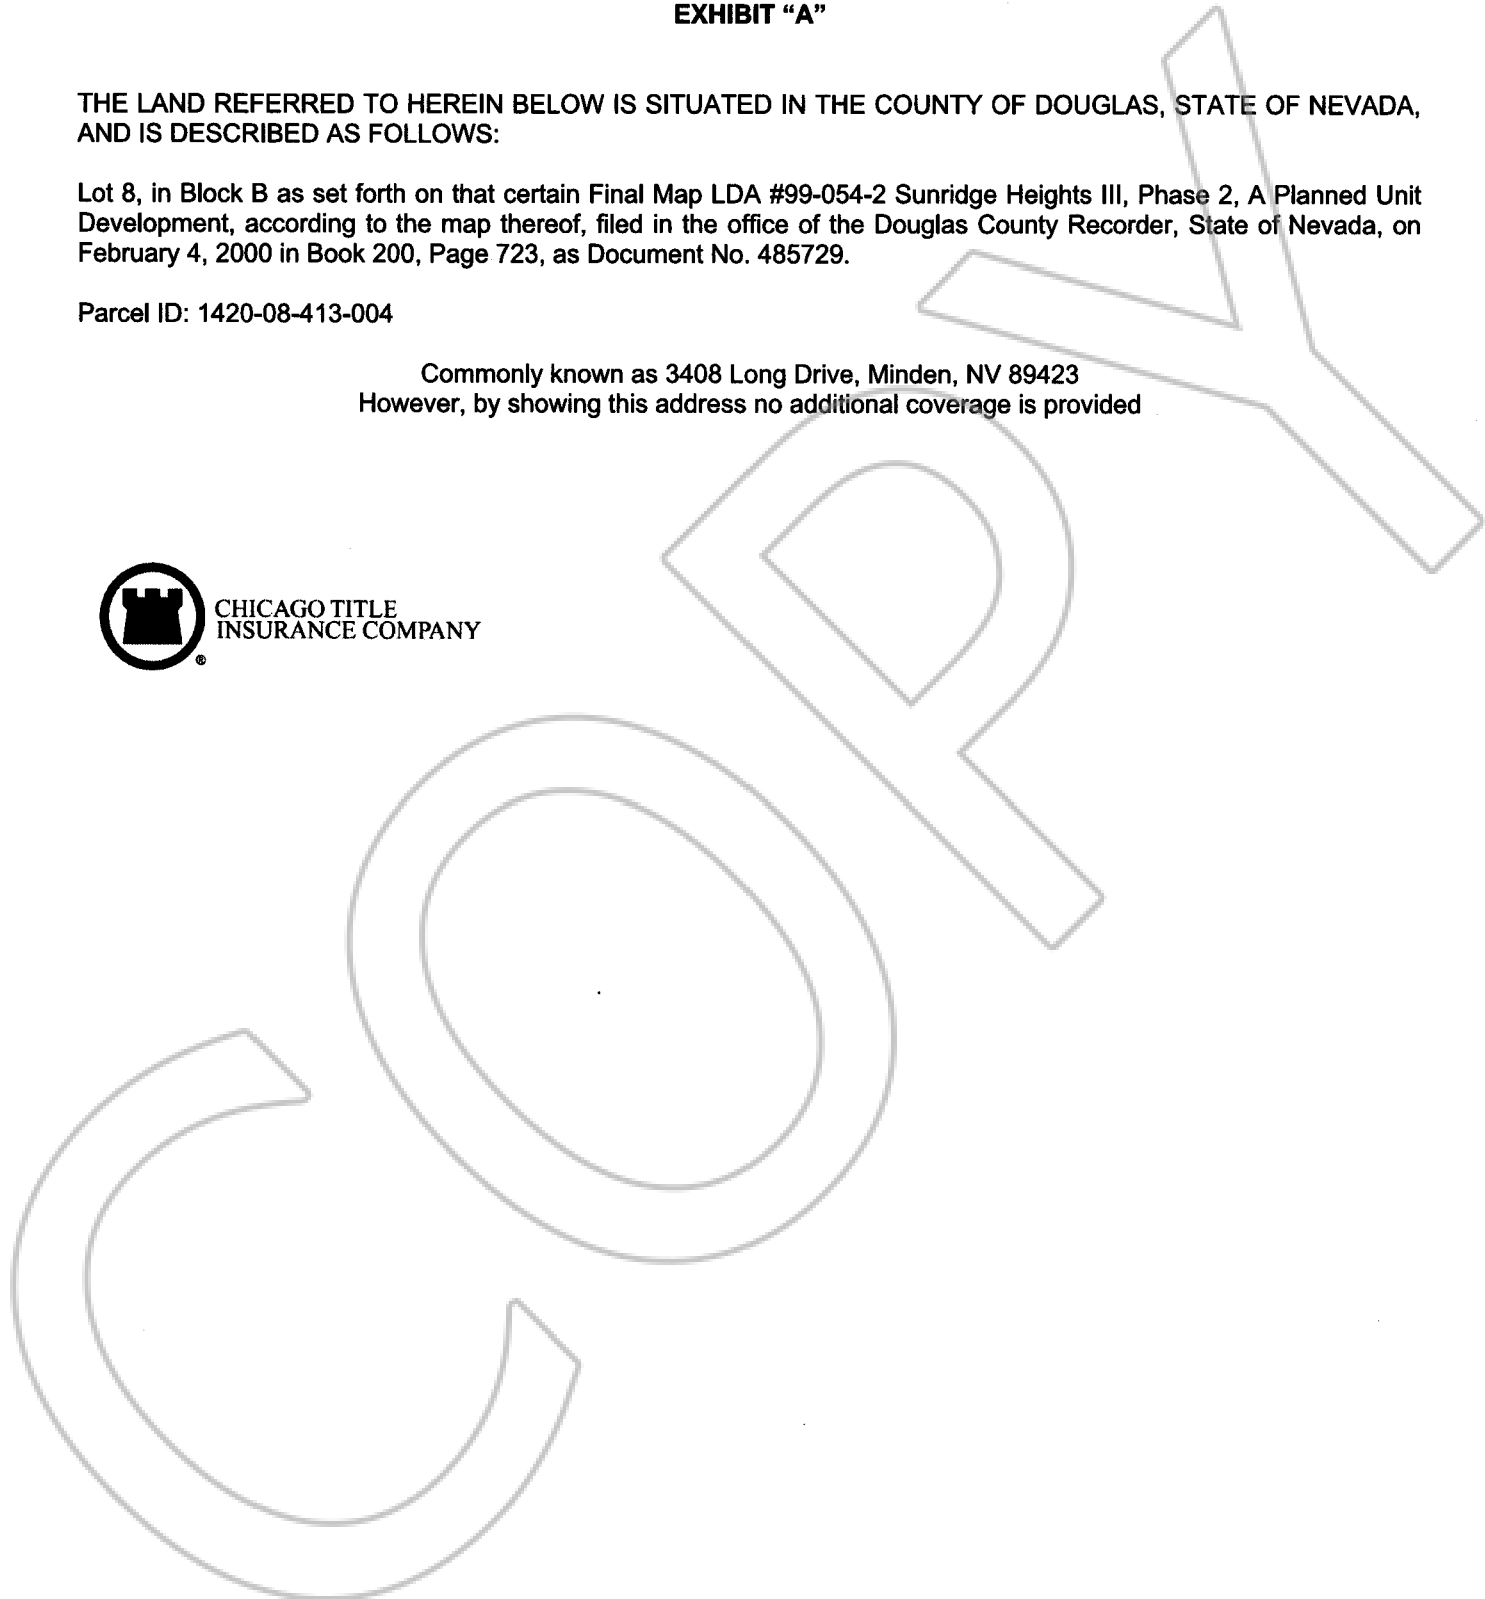 EXHIBIT “A”
THE LAND REFERRED TO HEREIN BELOW IS SITUATED IN THE COUNTY OF DOUGLAS, STATE OF NEVADA,
AND IS DESCRIBED AS FOLLOWS:
Lot 8, in Block B as set forth on that certain Final Map LDA #99-054-2 Sunridge Heights III, Phase 2, A Planned Unit
Development, according to the map thereof, filed in the office of the Douglas County Recorder, State of Nevada, on
February 4, 2000 in Book 200, Page 723, as Document No. 485729.
Parcel ID: 1420-08-413-004
Commonly known as 3408 Long Drive, Minden, NV 89423
However, by showing this address no additional coverage is provided
CHICAGO TITLE
INSURANCE COMPANY
®
COPY